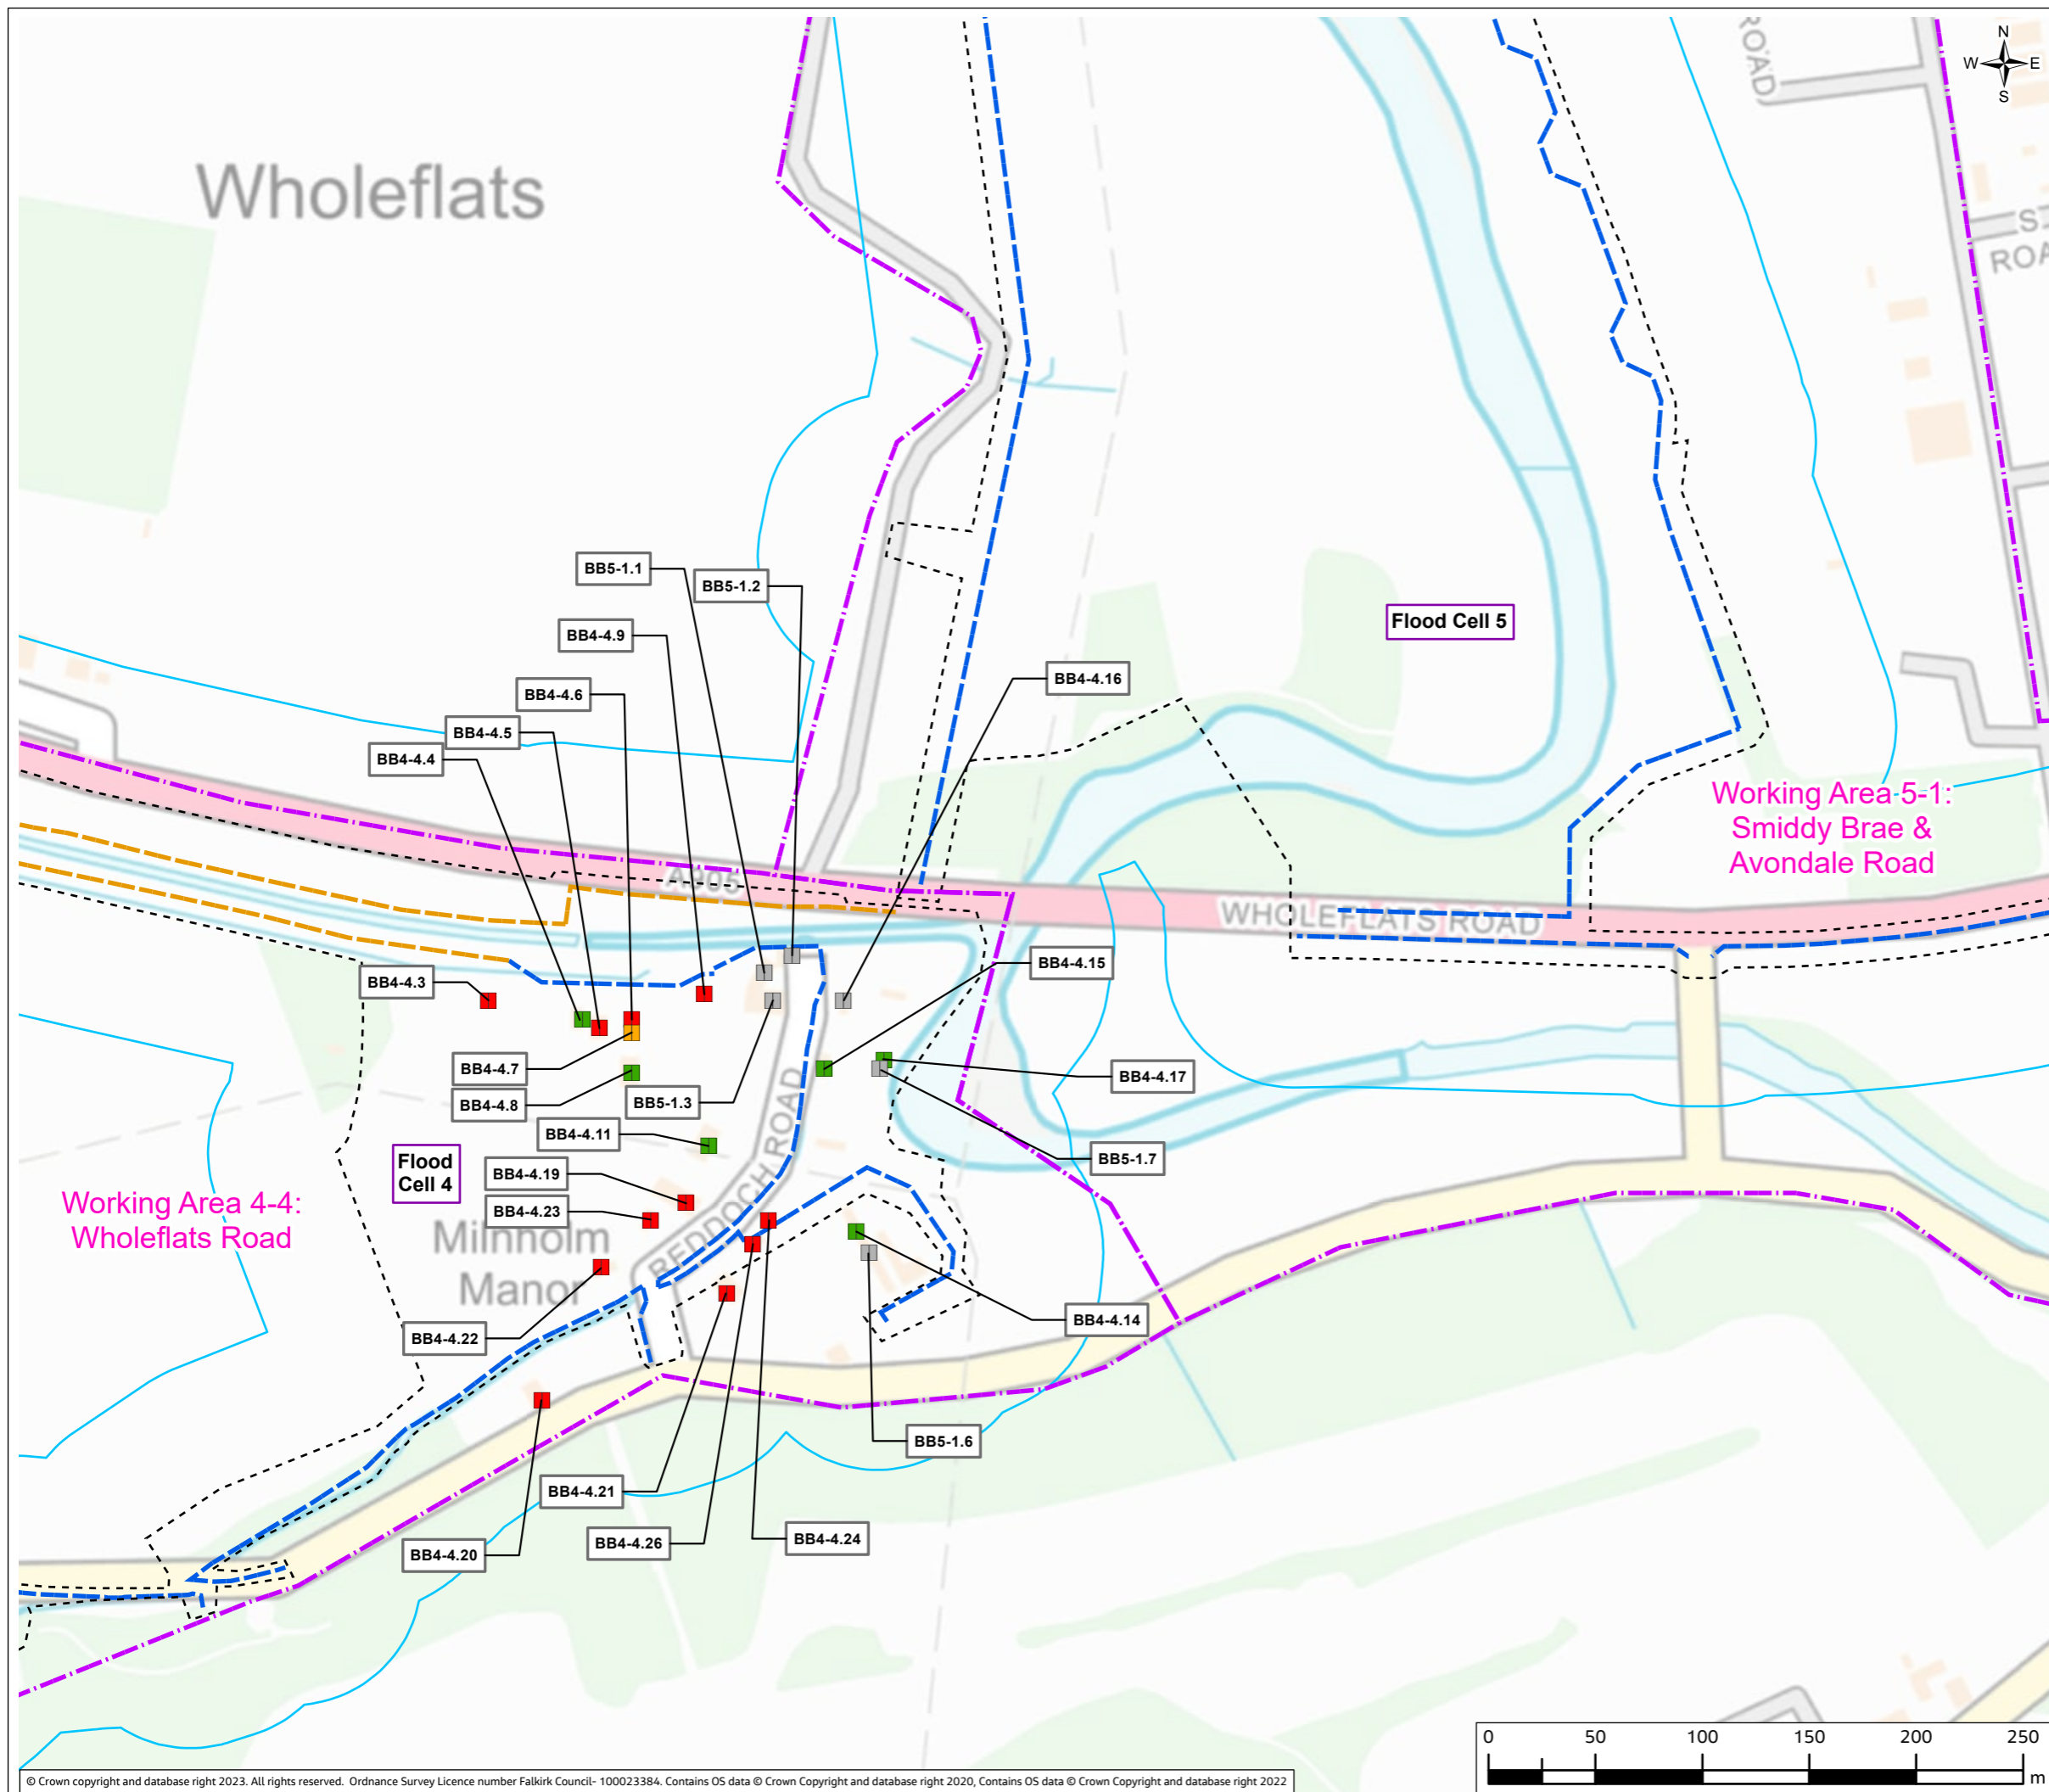 ROAD
N
W E
S
Wholeflats
ROA
BB5-1.1
BB5-1.2
Flood Cell 5
BB4-4.9
BB4-4.16
BB4-4.6
BB4-4.5
BB4-4.4
Working Area 5-1:
Smiddy Brae &
Avondale Road
A905
WHOLEFLATS ROAD
BB4-4.15
BB4-4.3
BB4-4.7
BB4-4.17
BB4-4.8
BB5-1.3
BB4-4.11
BB5-1.7
Flood
Cell 4
BB4-4.19
BB4-4.23
Working Area 4-4:
Wholeflats Road
REDDOCH ROAD
Milnholm
Manor
BB4-4.22
BB4-4.14
BB5-1.6
BB4-4.21
BB4-4.26
BB4-4.24
BB4-4.20
0 50 100 150 200 250
m
© Crown copyright and database right 2023. All rights reserved. Ordnance Survey Licence number Falkirk Council- 100023384. Contains OS data © Crown Copyright and database right 2020, Contains OS data © Crown Copyright and database right 2022